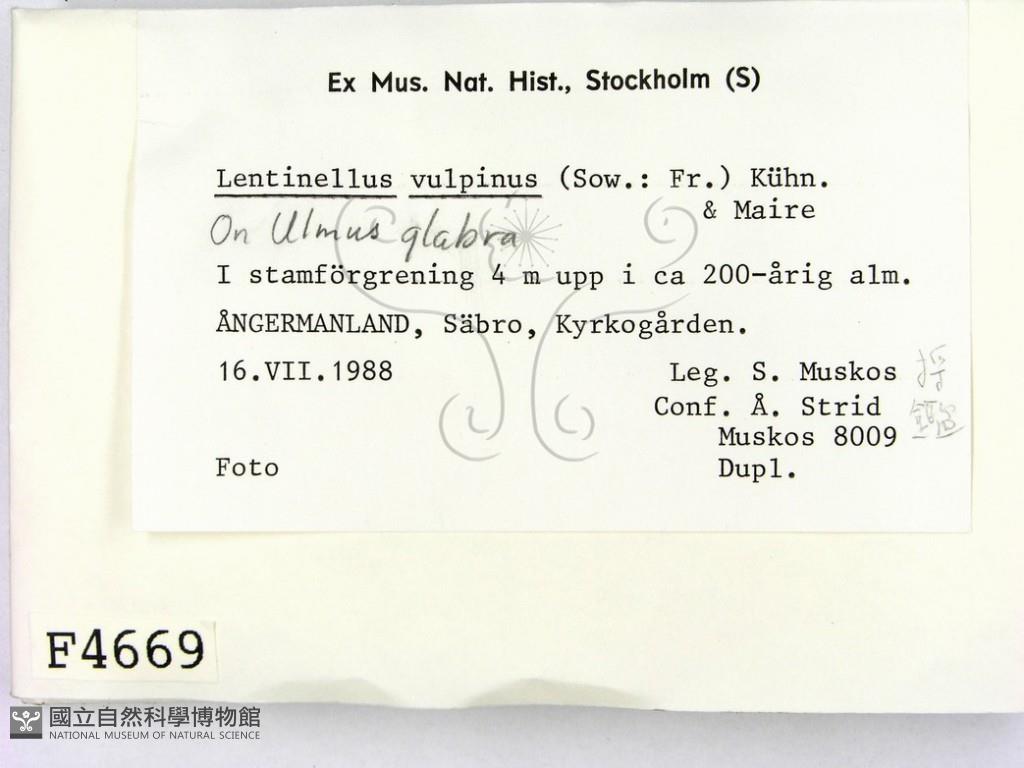 Ex Mus. Nat. Hist., Stockholm (S)
Lentinellus vulpinus (Sow.: Fr.) Kühn.
& Maire
On Ulmus glabra
I stamförgrening 4 m upp i ca 200-årig alm.
ÅNGERMANLAND, Säbro, Kyrkogården.
16.VII.1988
Leg. S. Muskos 採
Conf. Å. Strid
Muskos 8009
Foto
Dupl.
F4669
國立自然科學博物館
NATIONAL MUSEUM OF NATURAL SCIENCE